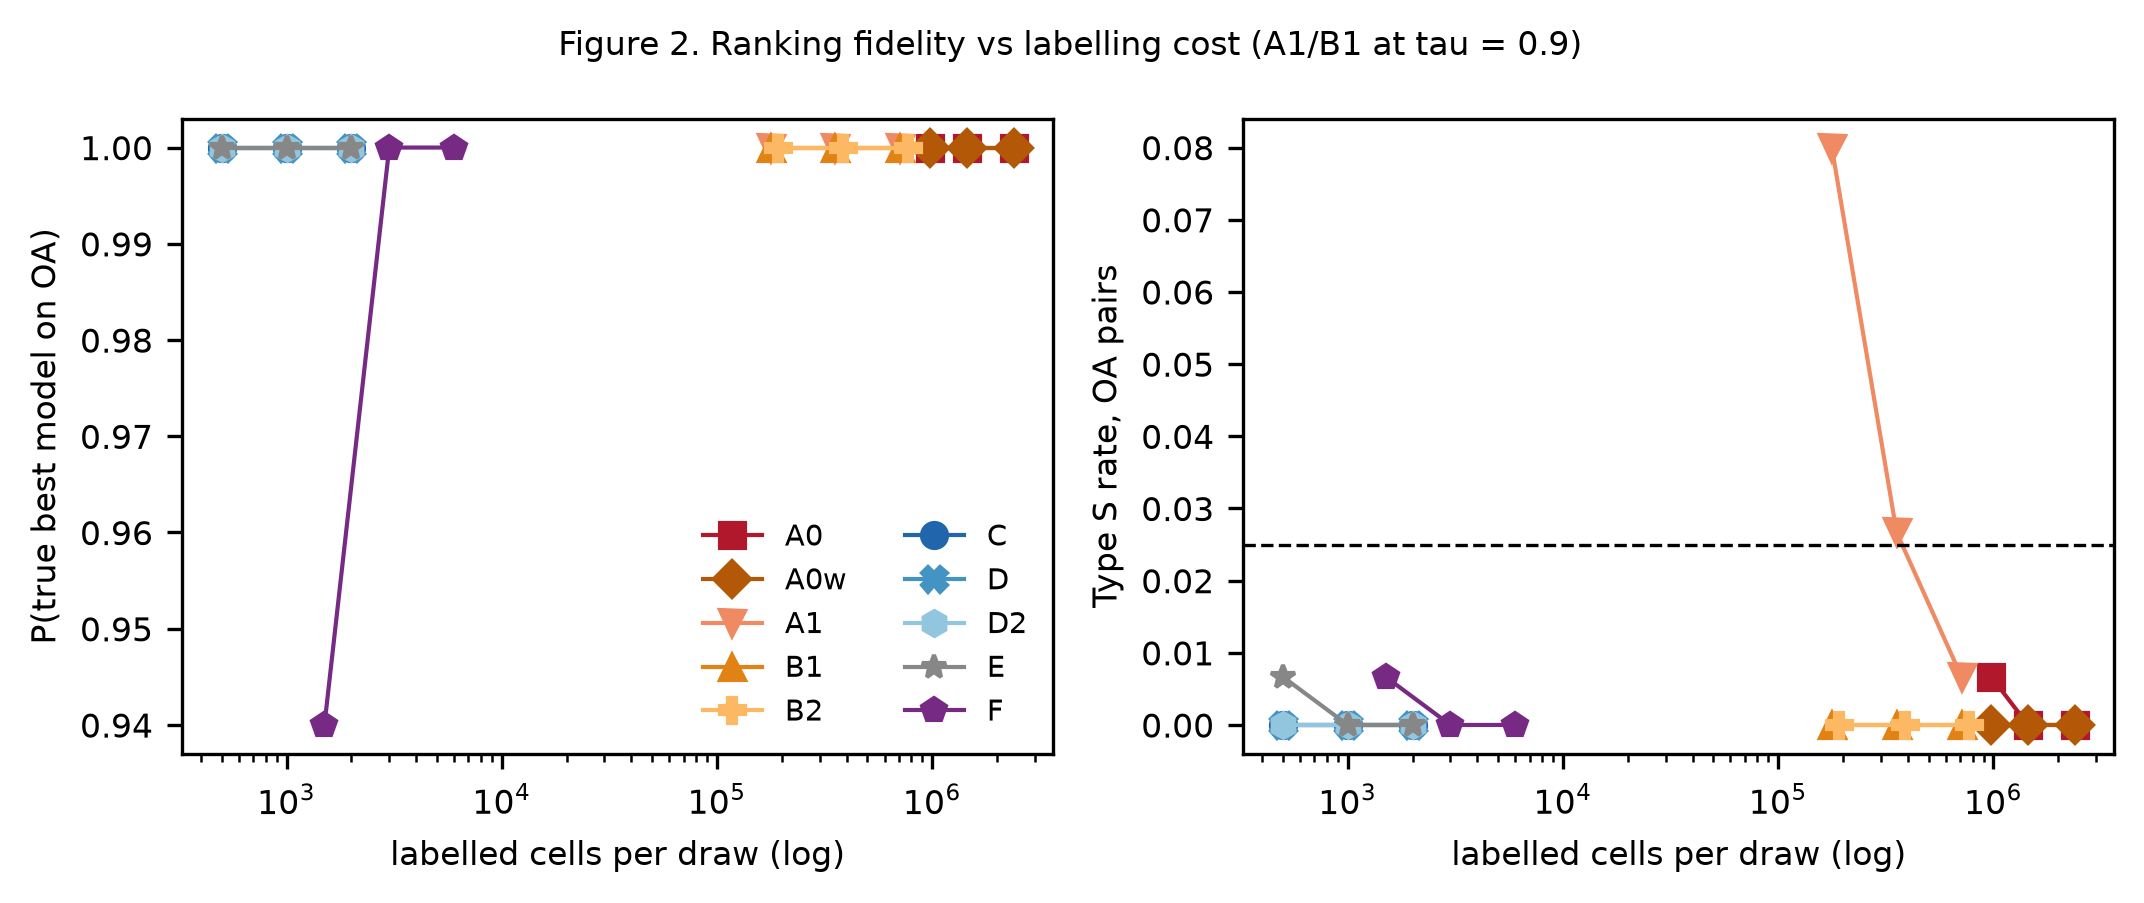 Figure 2. Ranking fidelity vs labelling cost (A1/B1 at tau = 0.9)
P(true best model on OA)
1.00
0.99
0.98
0.97
0.96
0.95
0.94
10³
10⁴
10⁵
10⁶
labelled cells per draw (log)
A0
A0w
A1
B1
B2
C
D
D2
E
F
Type S rate, OA pairs
0.08
0.07
0.06
0.05
0.04
0.03
0.02
0.01
0.00
10³
10⁴
10⁵
10⁶
labelled cells per draw (log)